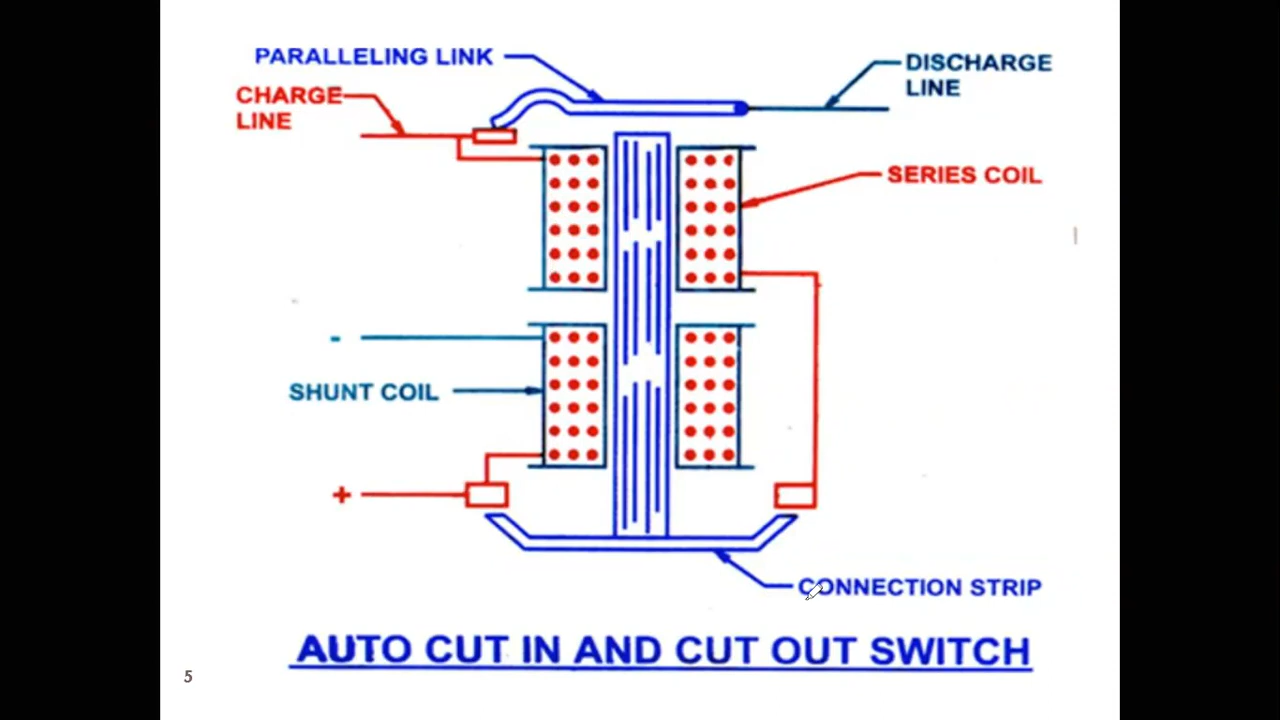 PARALLELING LINK
DISCHARGE
LINE
CHARGE
LINE
SERIES COIL
-
SHUNT COIL
+
CONNECTION STRIP
AUTO CUT IN AND CUT OUT SWITCH
5